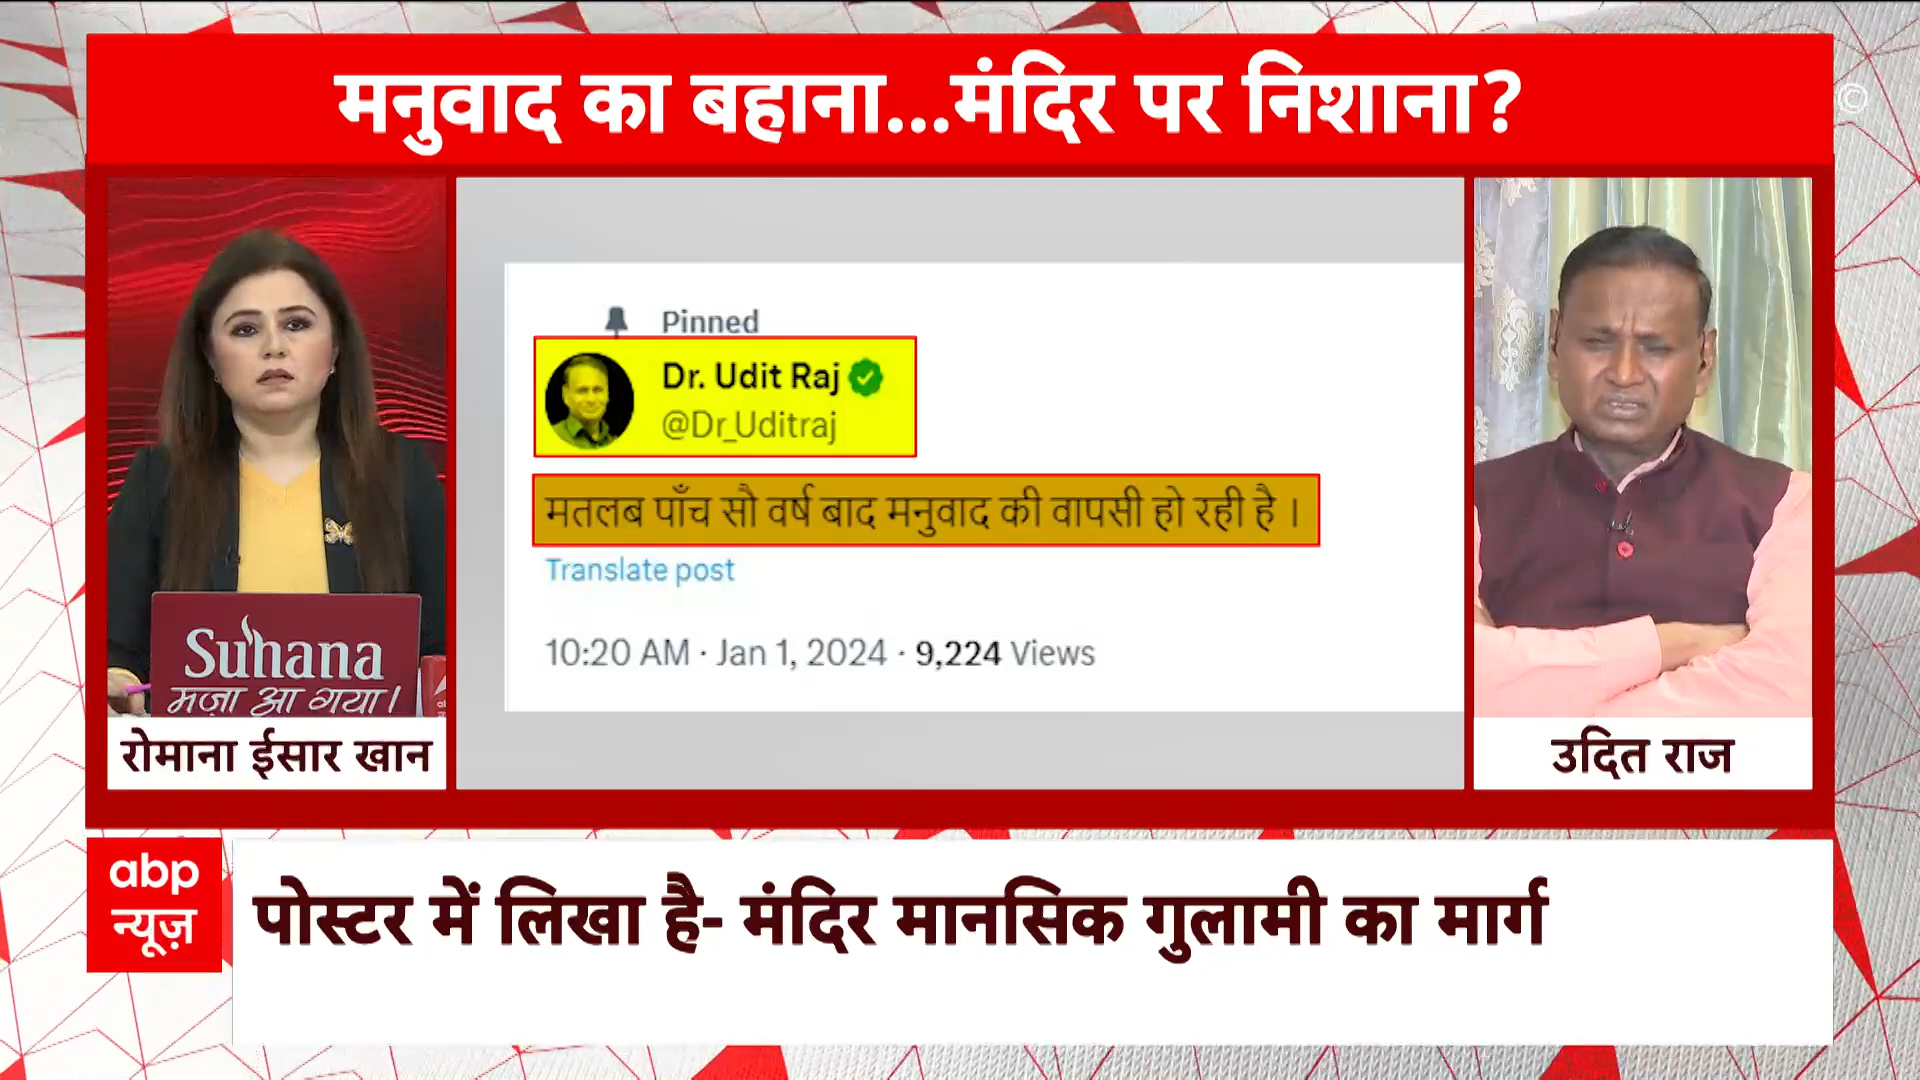 मनुवाद का बहाना...मंदिर पर निशाना?
©
Pinned
Dr. Udit Raj
@Dr_Uditraj
मतलब पाँच सौ वर्ष बाद मनुवाद की वापसी हो रही है ।
Translate post
10:20 AM · Jan 1, 2024 · 9,224 Views
Suhana
मज़ा आ गया!
रोमाना ईसार खान
उदित राज
abp
न्यूज़
पोस्टर में लिखा है- मंदिर मानसिक गुलामी का मार्ग